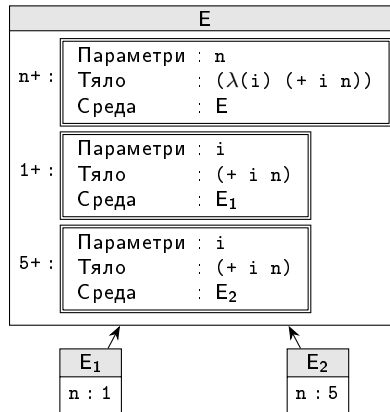 E
n+ : Параметри : n
Тяло : (λ(i) (+ i n))
Среда : E
1+ : Параметри : i
Тяло : (+ i n)
Среда : E₁
5+ : Параметри : i
Тяло : (+ i n)
Среда : E₂
E₁ E₂
n : 1 n : 5